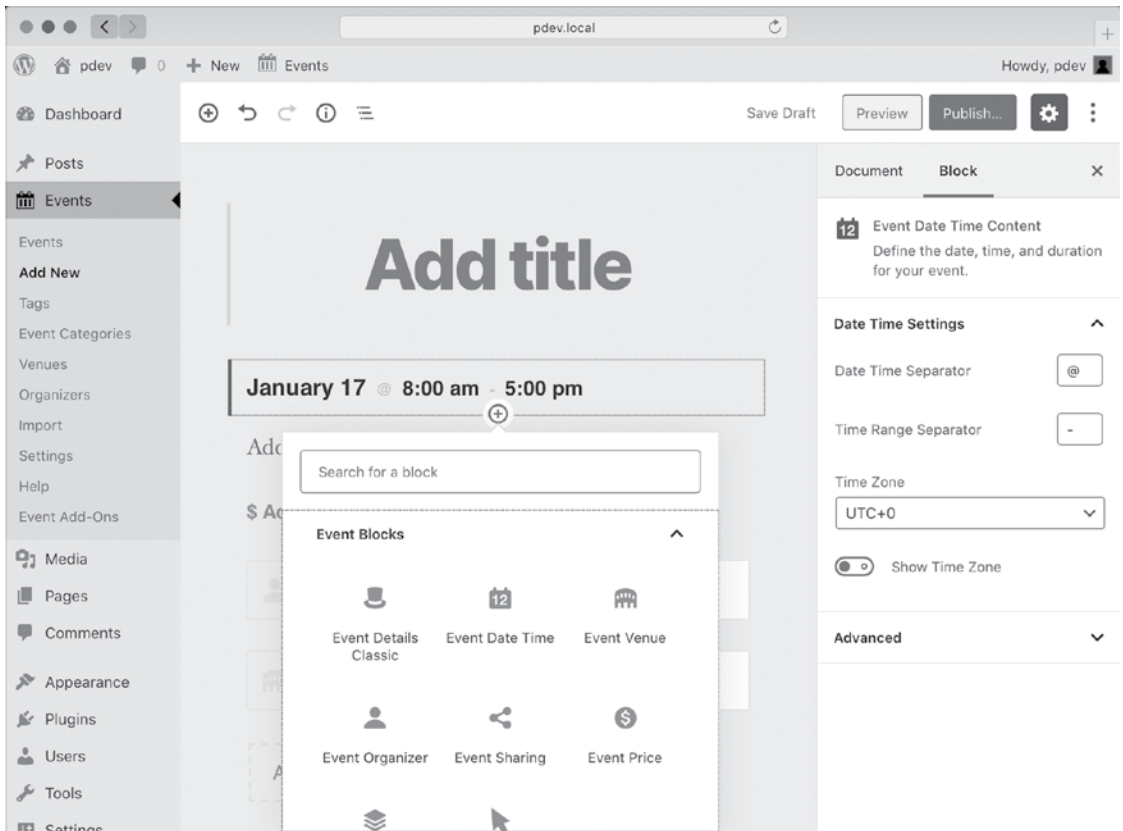 pdev.local
pdev 0 New Events Howdy, pdev
Dashboard
Posts
Events
Events
Add New
Tags
Event Categories
Venues
Organizers
Import
Settings
Help
Event Add-Ons
Media
Pages
Comments
Appearance
Plugins
Users
Tools
Settings
Save Draft Preview Publish...
Add title
January 17 @ 8:00 am - 5:00 pm
$
Search for a block
Event Blocks
12
Event Details
Classic
Event Date Time
Event Venue
Event Organizer
Event Sharing
$
Event Price
Document Block
12
Event Date Time Content
Define the date, time, and duration
for your event.
Date Time Settings
Date Time Separator @
Time Range Separator -
Time Zone
UTC+0
Show Time Zone
Advanced